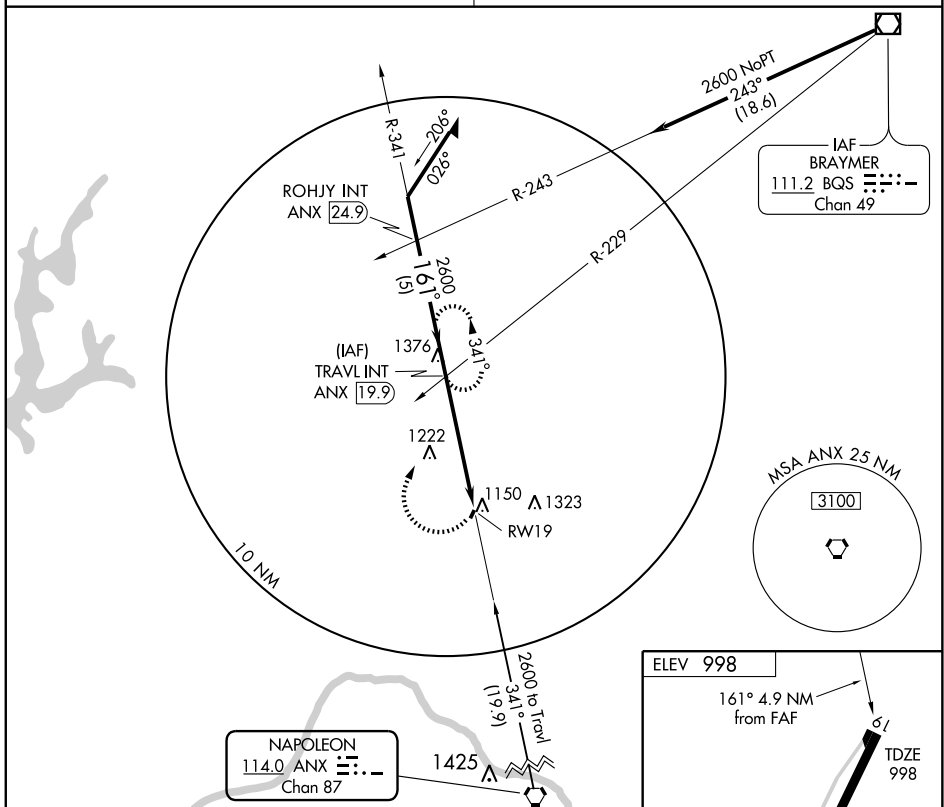 2600 NoPT
243°
(18.6)
IAF
BRAYMER
111.2 BQS
Chan 49
R-341
206°
026°
ROHJY INT
ANX 24.9
R-243
R-229
2600
161°
(5)
341°
(IAF)
TRAVL INT
ANX 19.9
1376
1222
1150
1323
RW19
10 NM
MSA ANX 25 NM
3100
2600 to Travl
341°
(19.9)
NAPOLEON
114.0 ANX
Chan 87
1425
ELEV 998
161° 4.9 NM
from FAF
19
TDZE
998